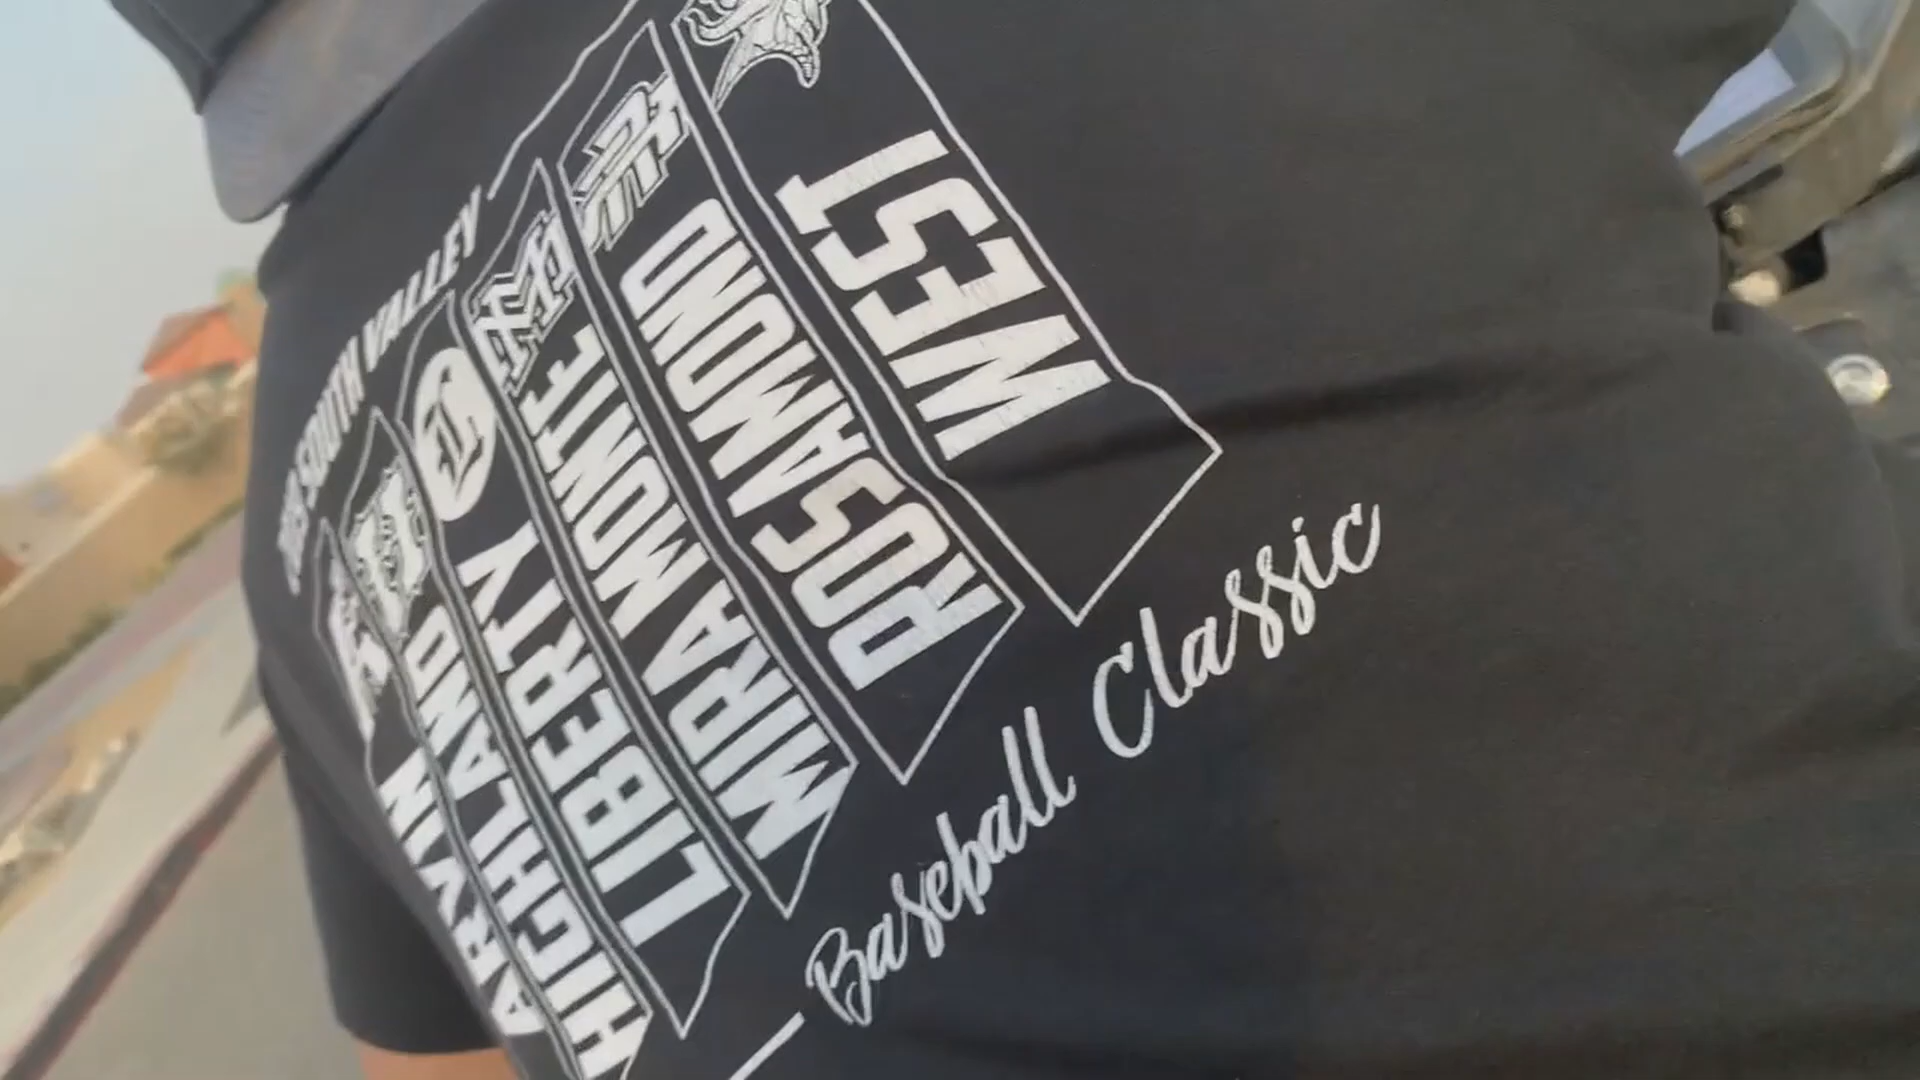 SOUTH VALLEY
ARVIN
HIGHLAND
LIBERTY
MIRA MONTE
ROSAMOND
WEST
Baseball Classic